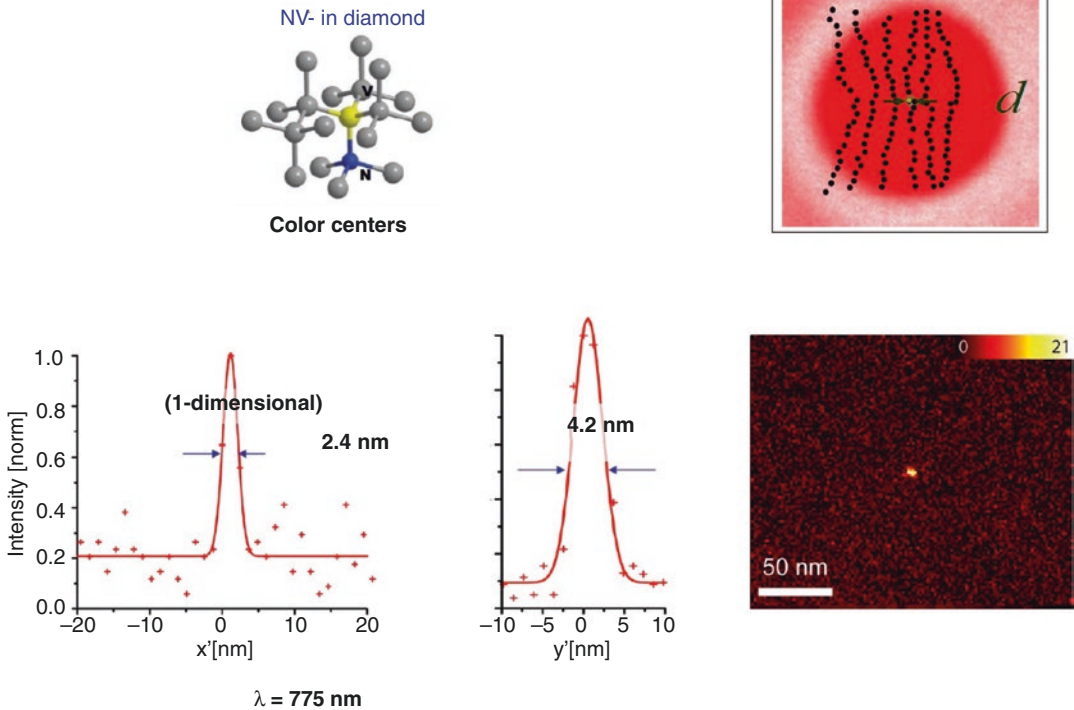 NV- in diamond
V
N
Color centers
d
Intensity [norm]
1.0
0.8
0.6
0.4
0.2
0.0
(1-dimensional)
2.4 nm
–20
–10
0
10
20
x'[nm]
4.2 nm
–10
–5
0
5
10
y'[nm]
0
21
50 nm
λ = 775 nm